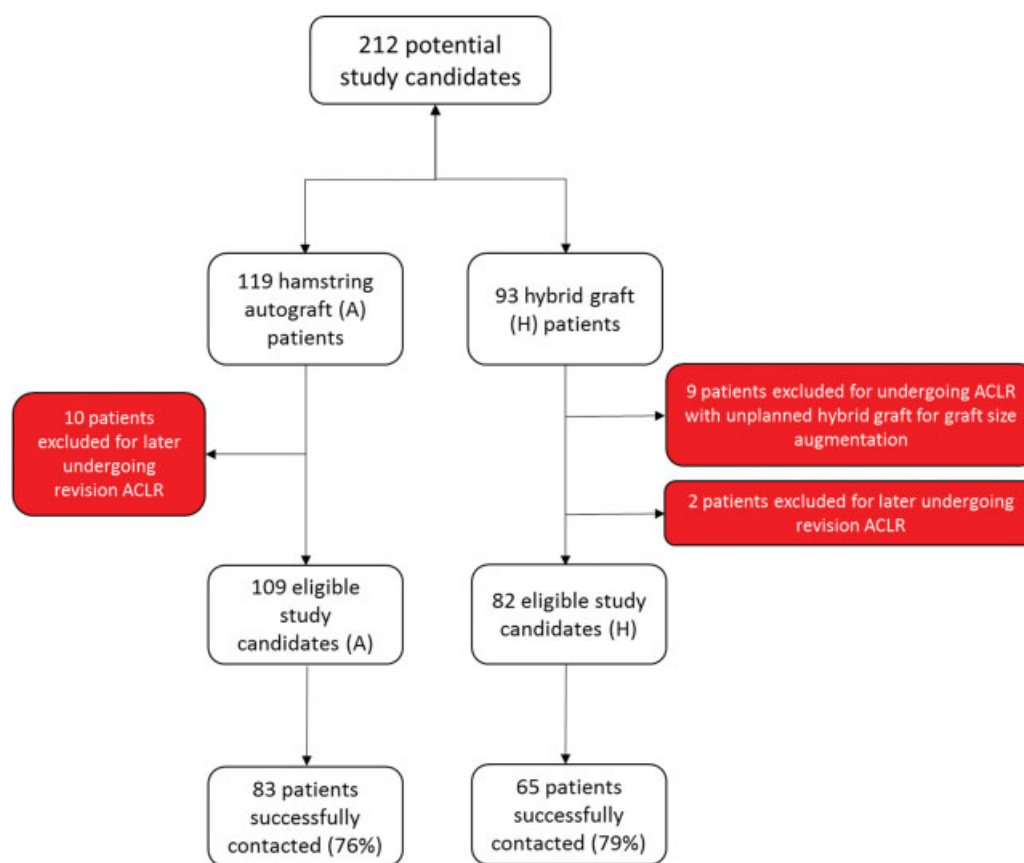 212 potential
study candidates
119 hamstring
autograft (A)
patients
93 hybrid graft
(H) patients
10 patients
excluded for later
undergoing
revision ACLR
9 patients excluded for undergoing ACLR
with unplanned hybrid graft for graft size
augmentation
2 patients excluded for later undergoing
revision ACLR
109 eligible
study
candidates (A)
82 eligible study
candidates (H)
83 patients
successfully
contacted (76%)
65 patients
successfully
contacted (79%)